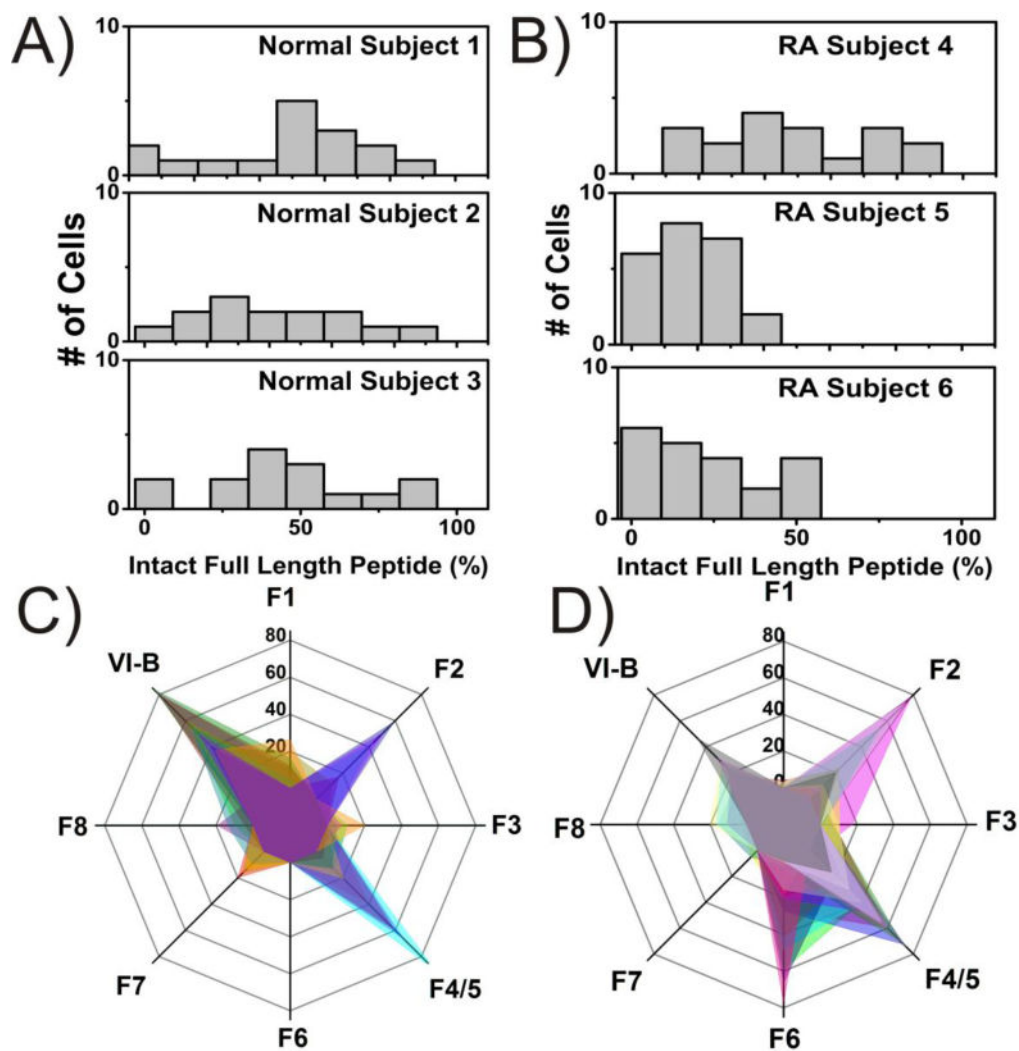 A)
10
Normal Subject 1
0
10
Normal Subject 2
0
10
Normal Subject 3
0
# of Cells
0 50 100
Intact Full Length Peptide (%)
B)
10
RA Subject 4
0
10
RA Subject 5
0
10
RA Subject 6
0
# of Cells
0 50 100
Intact Full Length Peptide (%)
C)
F1
80
60
40
20
F2
F3
F4/5
F6
F7
F8
VI-B
D)
F1
80
60
40
20
0
F2
F3
F4/5
F6
F7
F8
VI-B